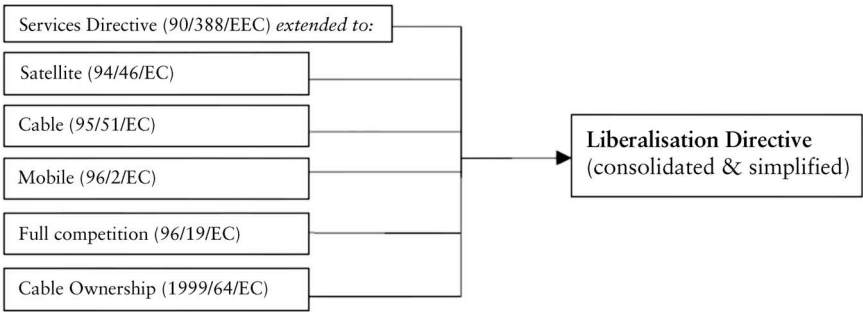 Services Directive (90/388/EEC) extended to:
Satellite (94/46/EC)
Cable (95/51/EC)
Mobile (96/2/EC)
Full competition (96/19/EC)
Cable Ownership (1999/64/EC)
Liberalisation Directive
(consolidated & simplified)